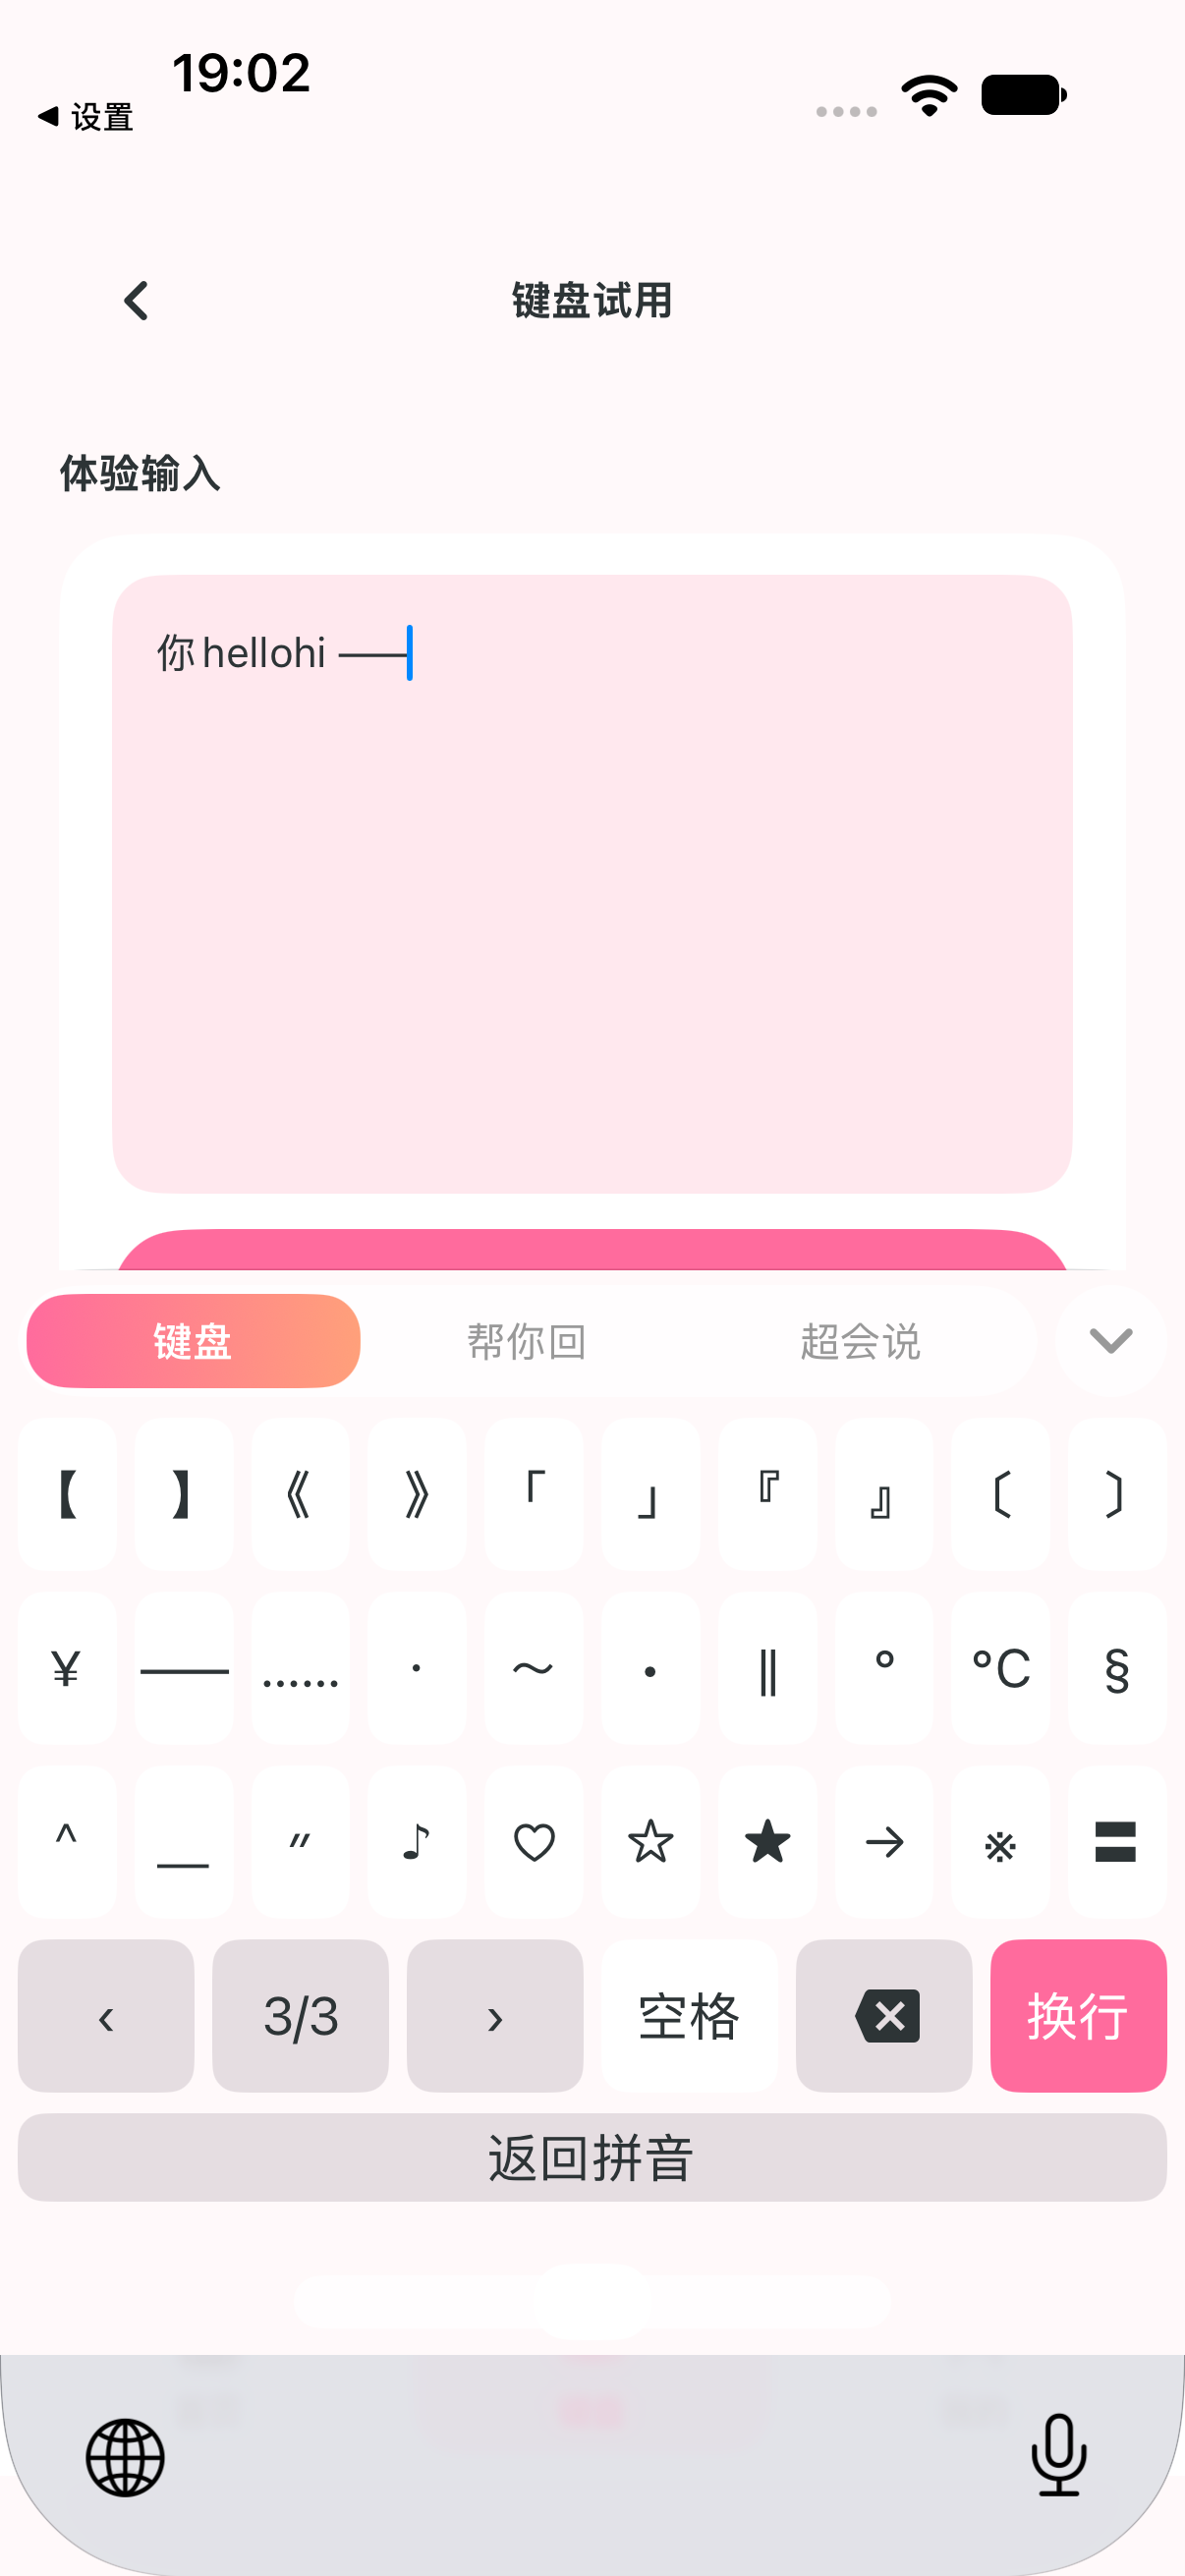 19:02
设置
键盘试用
体验输入
你 hellohi ——
键盘 帮你回 超会说
【 】 《 》 「 」 『 』 〔 〕
¥ —— …… · ～ • ‖ ° °C §
^ __ 〃 ♪ ♡ ☆ ★ → ※ 〓
‹ 3/3 › 空格 换行
返回拼音